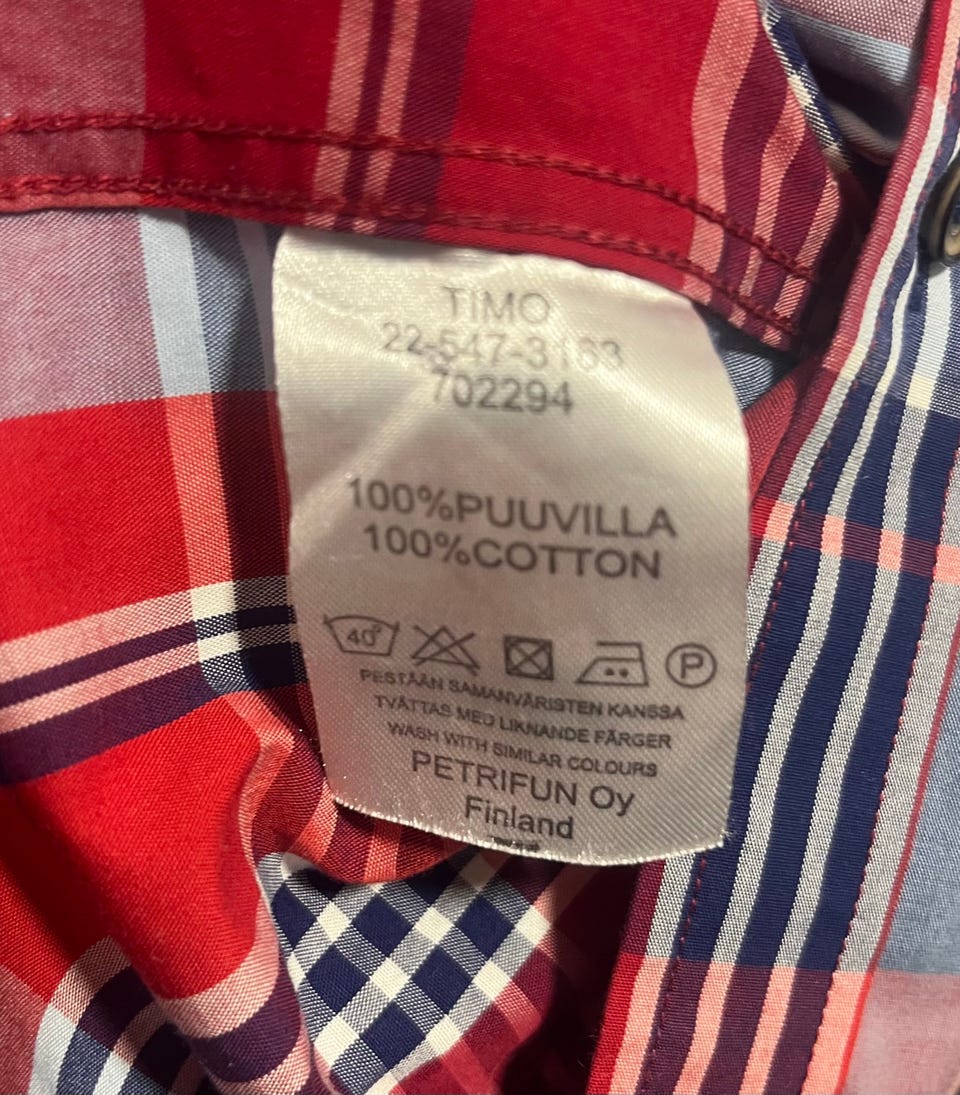 TIMO
22-547-3163
702294
100%PUUVILLA
100%COTTON
40°
P
PESTÄÄN SAMANVÄRISTEN KANSSA
TVÄTTAS MED LIKNANDE FÄRGER
WASH WITH SIMILAR COLOURS
PETRIFUN Oy
Finland